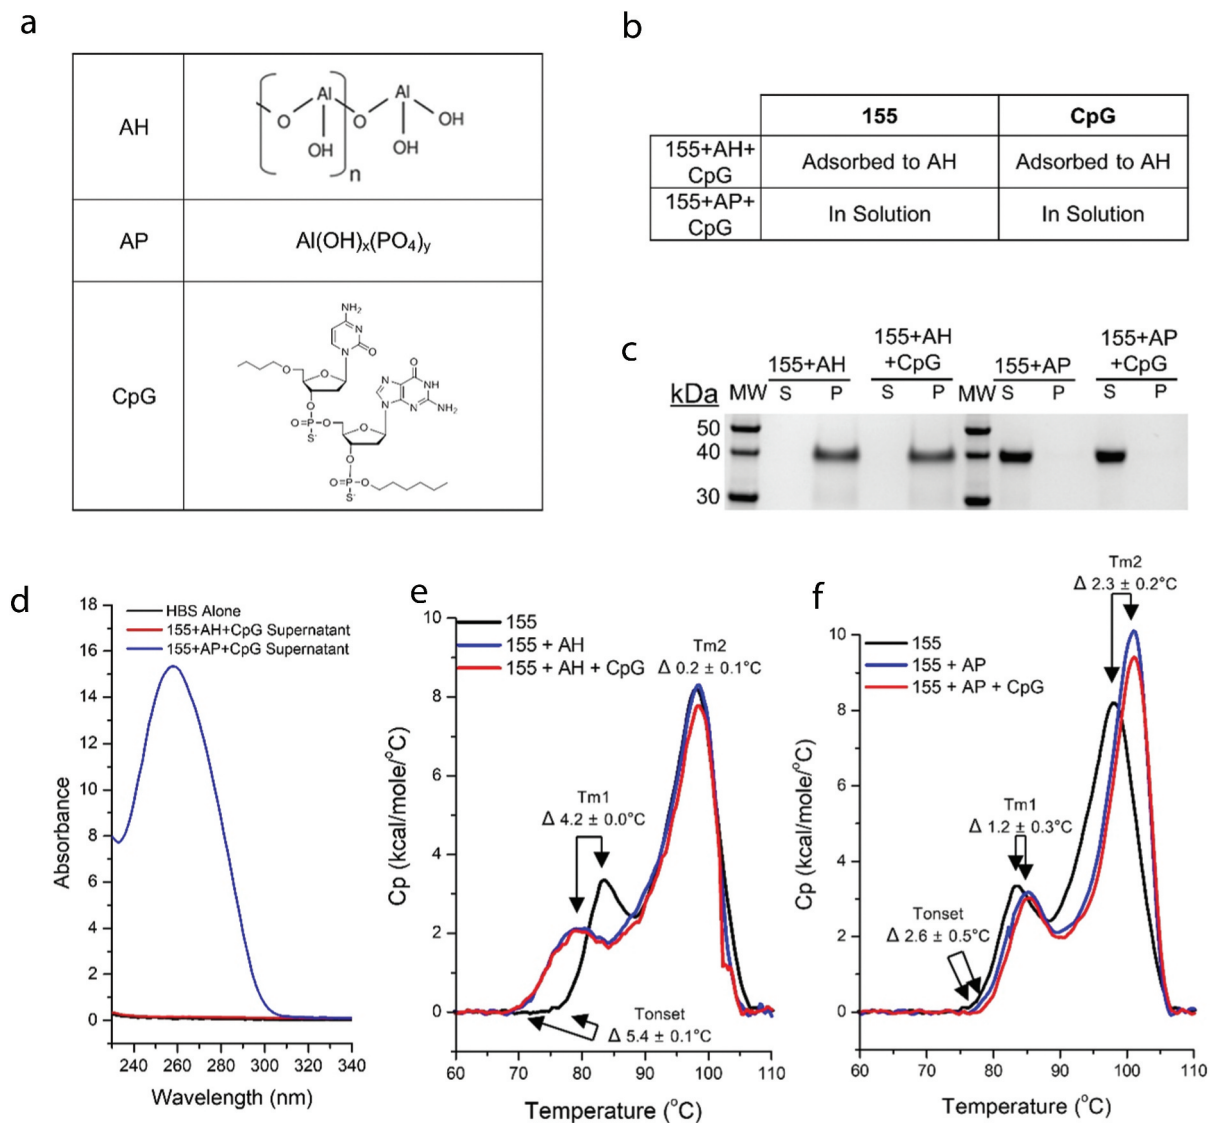 a
AH
Al
Al
O
O
OH
OH
OH
n
AP
Al(OH)x(PO4)y
CpG
NH2
N
N
O
O
O
O
N
N
NH
N
N
NH2
O
O=P-O
S-
O
O
O=P-O
S-
b
155
CpG
155+AH+
CpG
Adsorbed to AH
Adsorbed to AH
155+AP+
CpG
In Solution
In Solution
c
155+AH
155+AH
+CpG
155+AP
155+AP
+CpG
kDa
MW
S
P
S
P
MW
S
P
S
P
50
40
30
d
HBS Alone
155+AH+CpG Supernatant
155+AP+CpG Supernatant
18
16
14
12
10
8
6
4
2
0
Absorbance
240
260
280
300
320
340
Wavelength (nm)
e
155
155 + AH
155 + AH + CpG
Tm2
Δ 0.2 ± 0.1°C
Tm1
Δ 4.2 ± 0.0°C
Tonset
Δ 5.4 ± 0.1°C
10
8
6
4
2
0
Cp (kcal/mole/°C)
60
70
80
90
100
110
Temperature (°C)
f
155
155 + AP
155 + AP + CpG
Tm2
Δ 2.3 ± 0.2°C
Tm1
Δ 1.2 ± 0.3°C
Tonset
Δ 2.6 ± 0.5°C
10
8
6
4
2
0
Cp (kcal/mole/°C)
60
70
80
90
100
110
Temperature (°C)